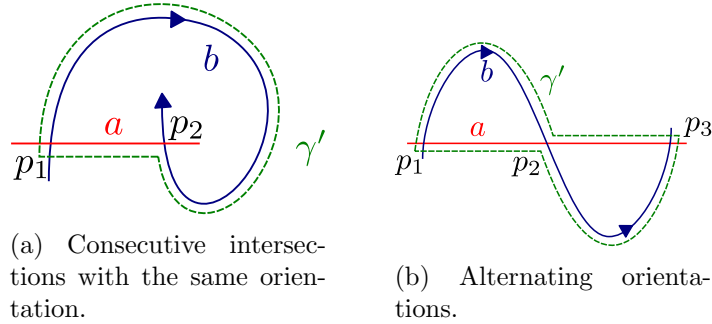 b
a
p₁
p₂
γ′
(a) Consecutive intersec-
tions with the same orien-
tation.
b
γ′
a
p₁
p₂
p₃
(b) Alternating orienta-
tions.